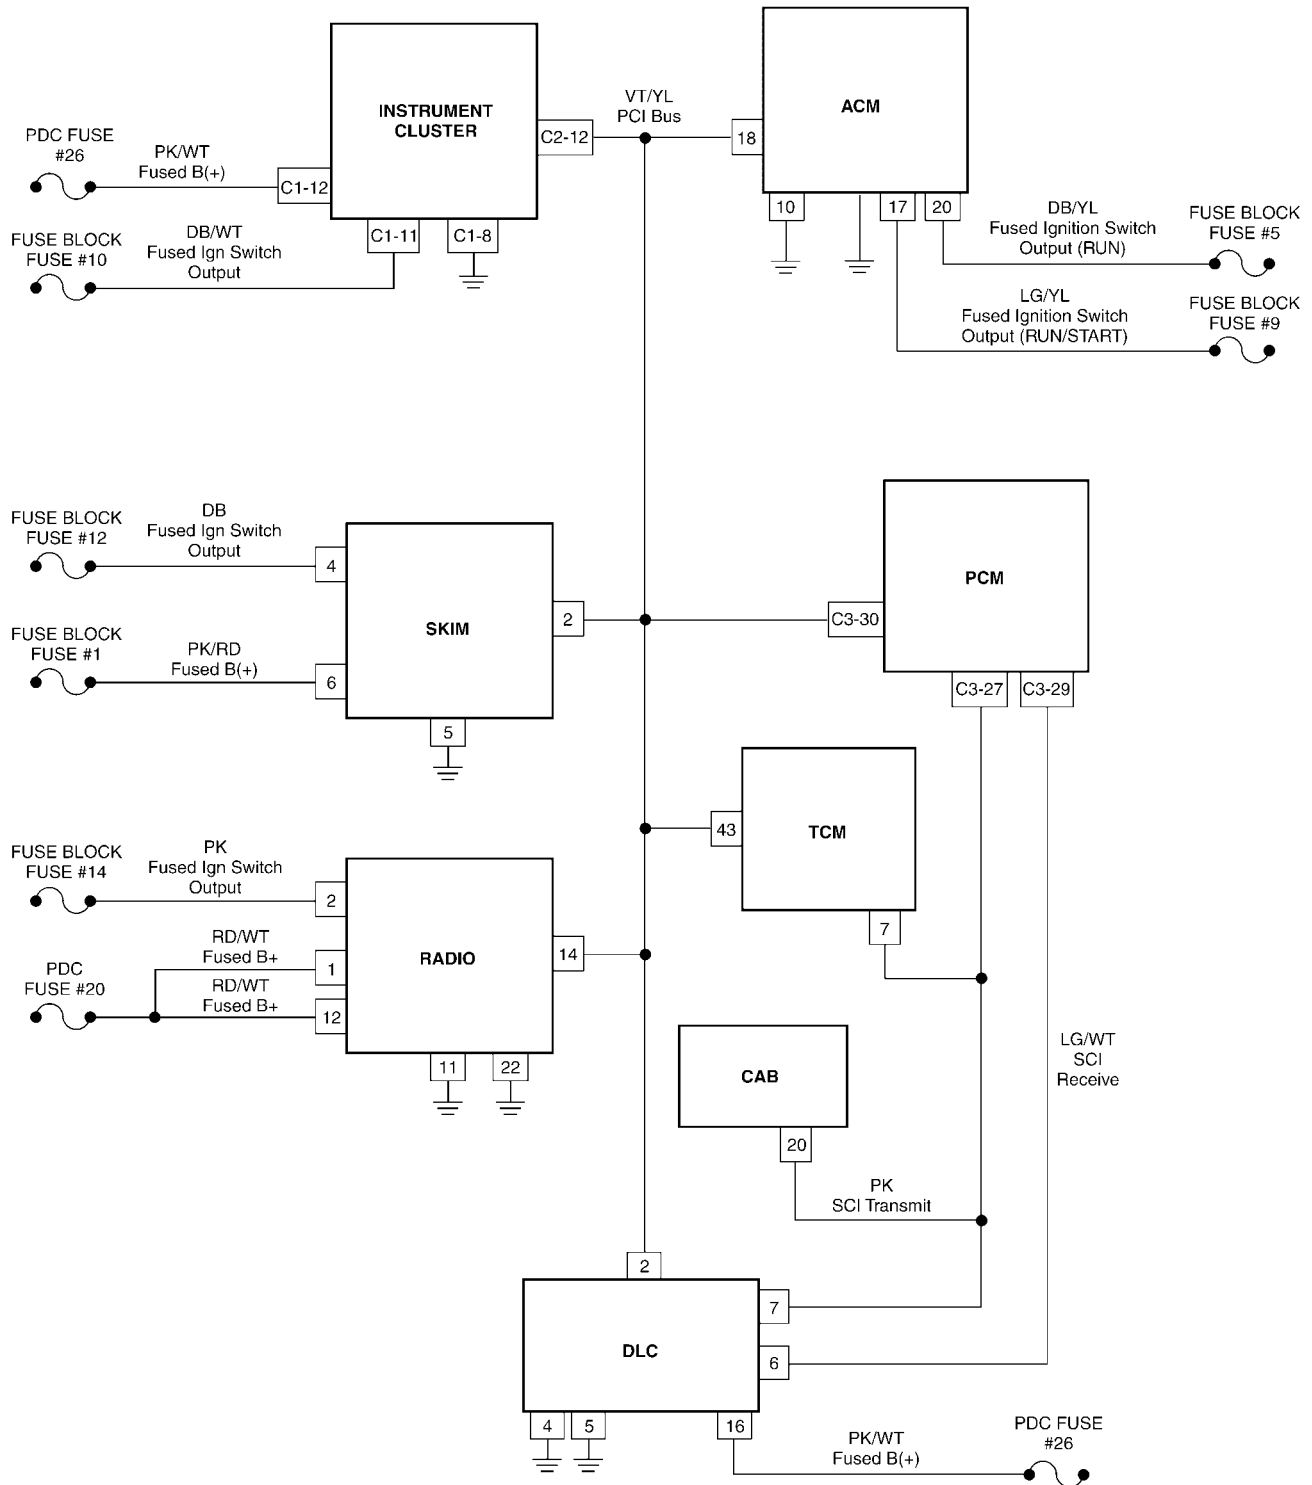 INSTRUMENT
CLUSTER
C2-12
C1-12
C1-11
C1-8
PDC FUSE
#26
PK/WT
Fused B(+)
FUSE BLOCK
FUSE #10
DB/WT
Fused Ign Switch
Output
VT/YL
PCI Bus
ACM
18
10
17
20
DB/YL
Fused Ignition Switch
Output (RUN)
FUSE BLOCK
FUSE #5
LG/YL
Fused Ignition Switch
Output (RUN/START)
FUSE BLOCK
FUSE #9
FUSE BLOCK
FUSE #12
DB
Fused Ign Switch
Output
4
SKIM
2
FUSE BLOCK
FUSE #1
PK/RD
Fused B(+)
6
5
PCM
C3-30
C3-27
C3-29
TCM
43
7
FUSE BLOCK
FUSE #14
PK
Fused Ign Switch
Output
2
RADIO
14
PDC
FUSE #20
RD/WT
Fused B+
1
RD/WT
Fused B+
12
11
22
CAB
20
PK
SCI Transmit
LG/WT
SCI
Receive
2
DLC
7
6
4
5
16
PK/WT
Fused B(+)
PDC FUSE
#26